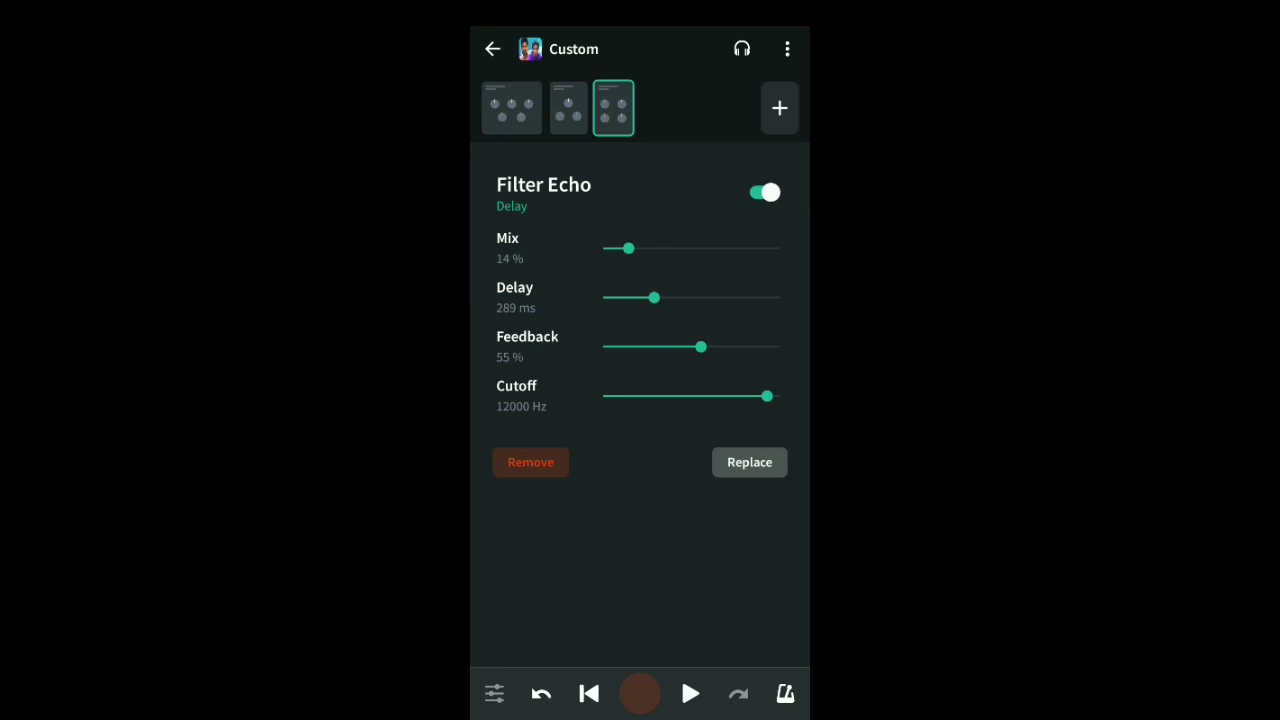 Custom
Filter Echo
Delay
Mix
14 %
Delay
289 ms
Feedback
55 %
Cutoff
12000 Hz
Remove
Replace